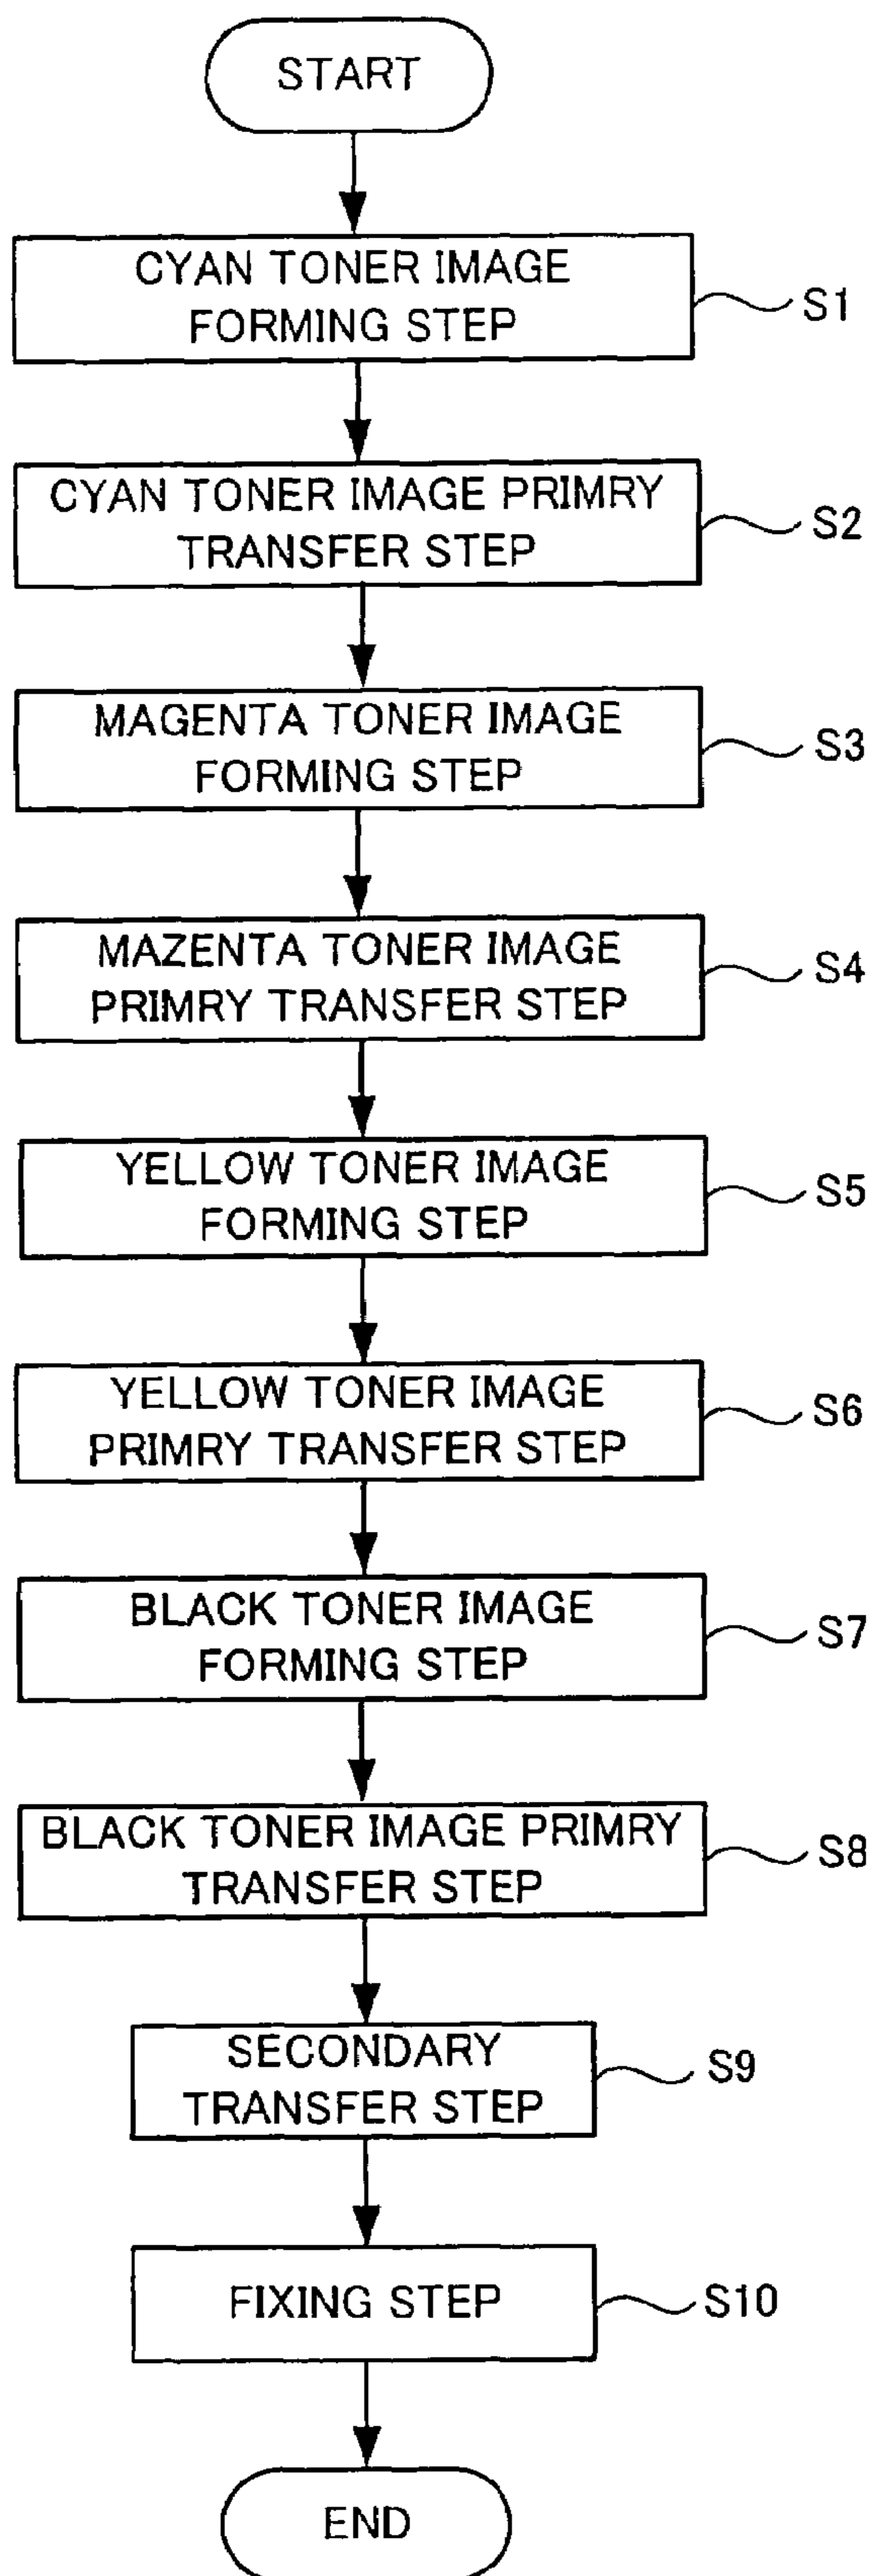 START
CYAN TONER IMAGE
FORMING STEP
S1
CYAN TONER IMAGE PRIMRY
TRANSFER STEP
S2
MAGENTA TONER IMAGE
FORMING STEP
S3
MAZENTA TONER IMAGE
PRIMRY TRANSFER STEP
S4
YELLOW TONER IMAGE
FORMING STEP
S5
YELLOW TONER IMAGE
PRIMRY TRANSFER STEP
S6
BLACK TONER IMAGE
FORMING STEP
S7
BLACK TONER IMAGE PRIMRY
TRANSFER STEP
S8
SECONDARY
TRANSFER STEP
S9
FIXING STEP
S10
END